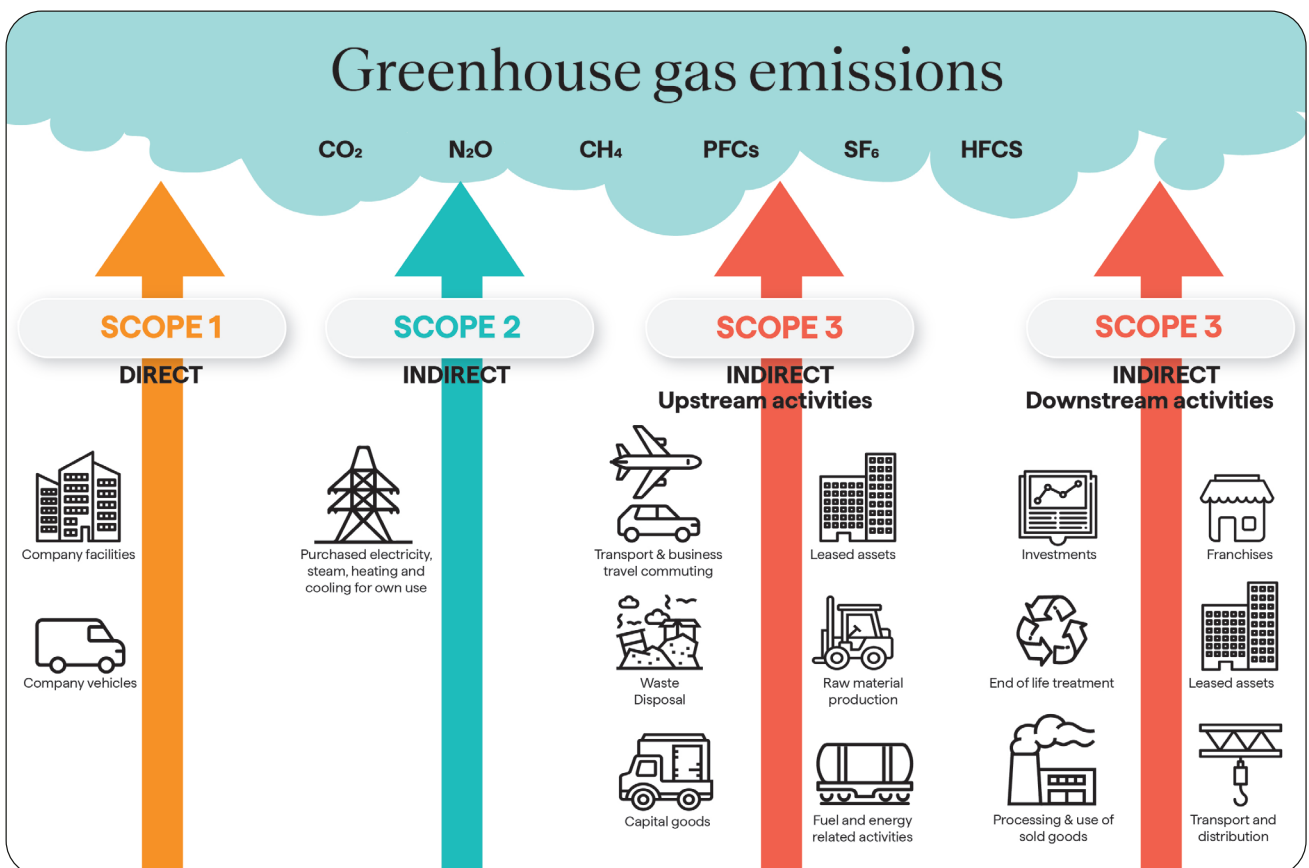 Greenhouse gas emissions
CO₂ N₂O CH₄ PFCs SF₆ HFCS
SCOPE 1
DIRECT
Company facilities
Company vehicles
SCOPE 2
INDIRECT
Purchased electricity,
steam, heating and
cooling for own use
SCOPE 3
INDIRECT
Upstream activities
Transport & business
travel commuting
Leased assets
Waste
Disposal
Raw material
production
Capital goods
Fuel and energy
related activities
SCOPE 3
INDIRECT
Downstream activities
Investments
Franchises
End of life treatment
Leased assets
Processing & use of
sold goods
Transport and
distribution